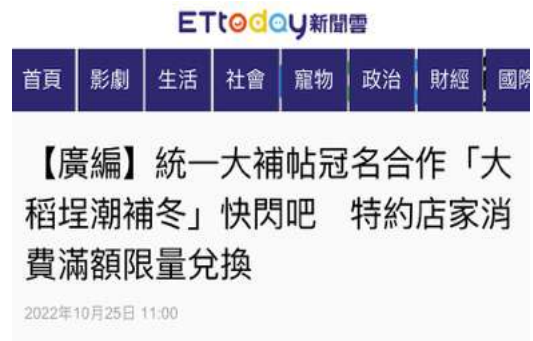 ETtoday新聞雲
首頁 影劇 生活 社會 寵物 政治 財經 國際
【廣編】統一大補帖冠名合作「大
稻埕潮補冬」快閃吧 特約店家消
費滿額限量兌換
2022年10月25日 11:00